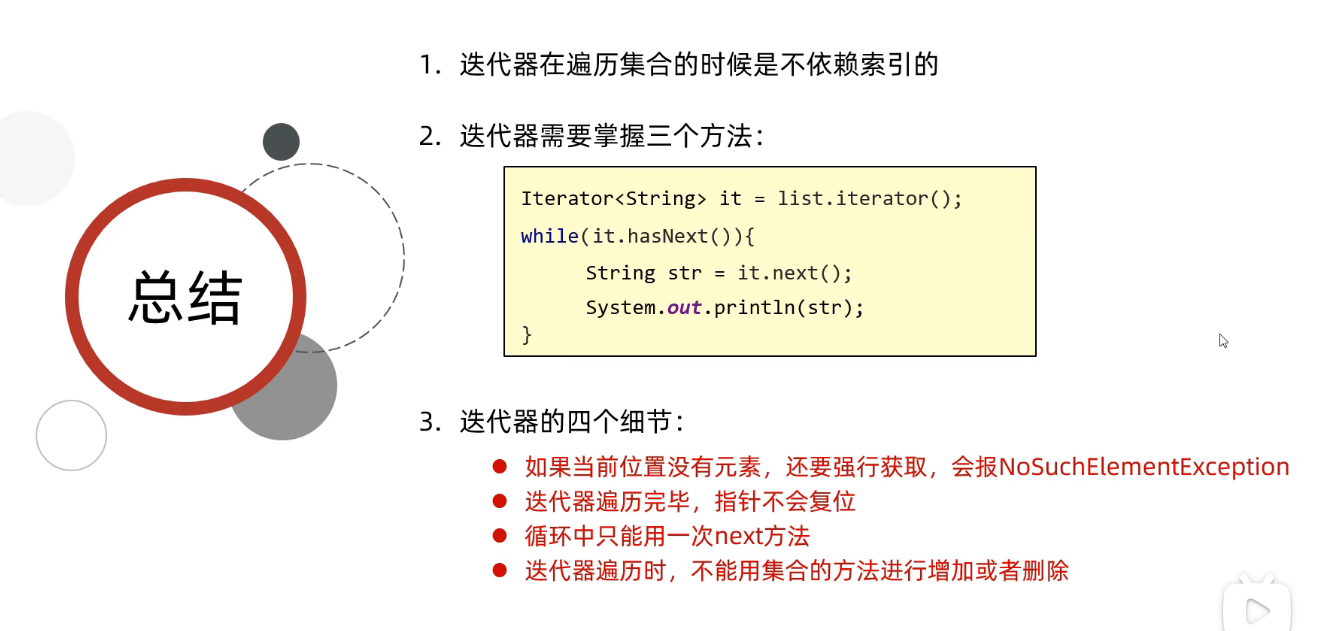 1. 迭代器在遍历集合的时候是不依赖索引的
2. 迭代器需要掌握三个方法：
Iterator<String> it = list.iterator();
while(it.hasNext()){
String str = it.next();
System.out.println(str);
}
总结
3. 迭代器的四个细节：
如果当前位置没有元素，还要强行获取，会报NoSuchElementException
迭代器遍历完毕，指针不会复位
循环中只能用一次next方法
迭代器遍历时，不能用集合的方法进行增加或者删除